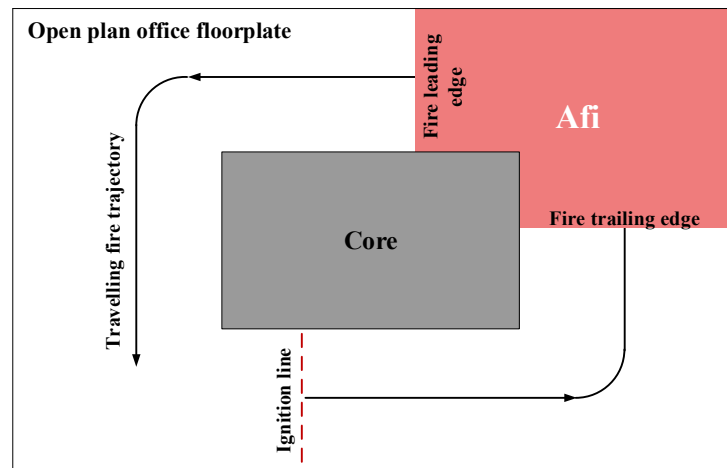 Open plan office floorplate
Fire leading
edge
Afi
Travelling fire trajectory
Core
Fire trailing edge
Ignition line